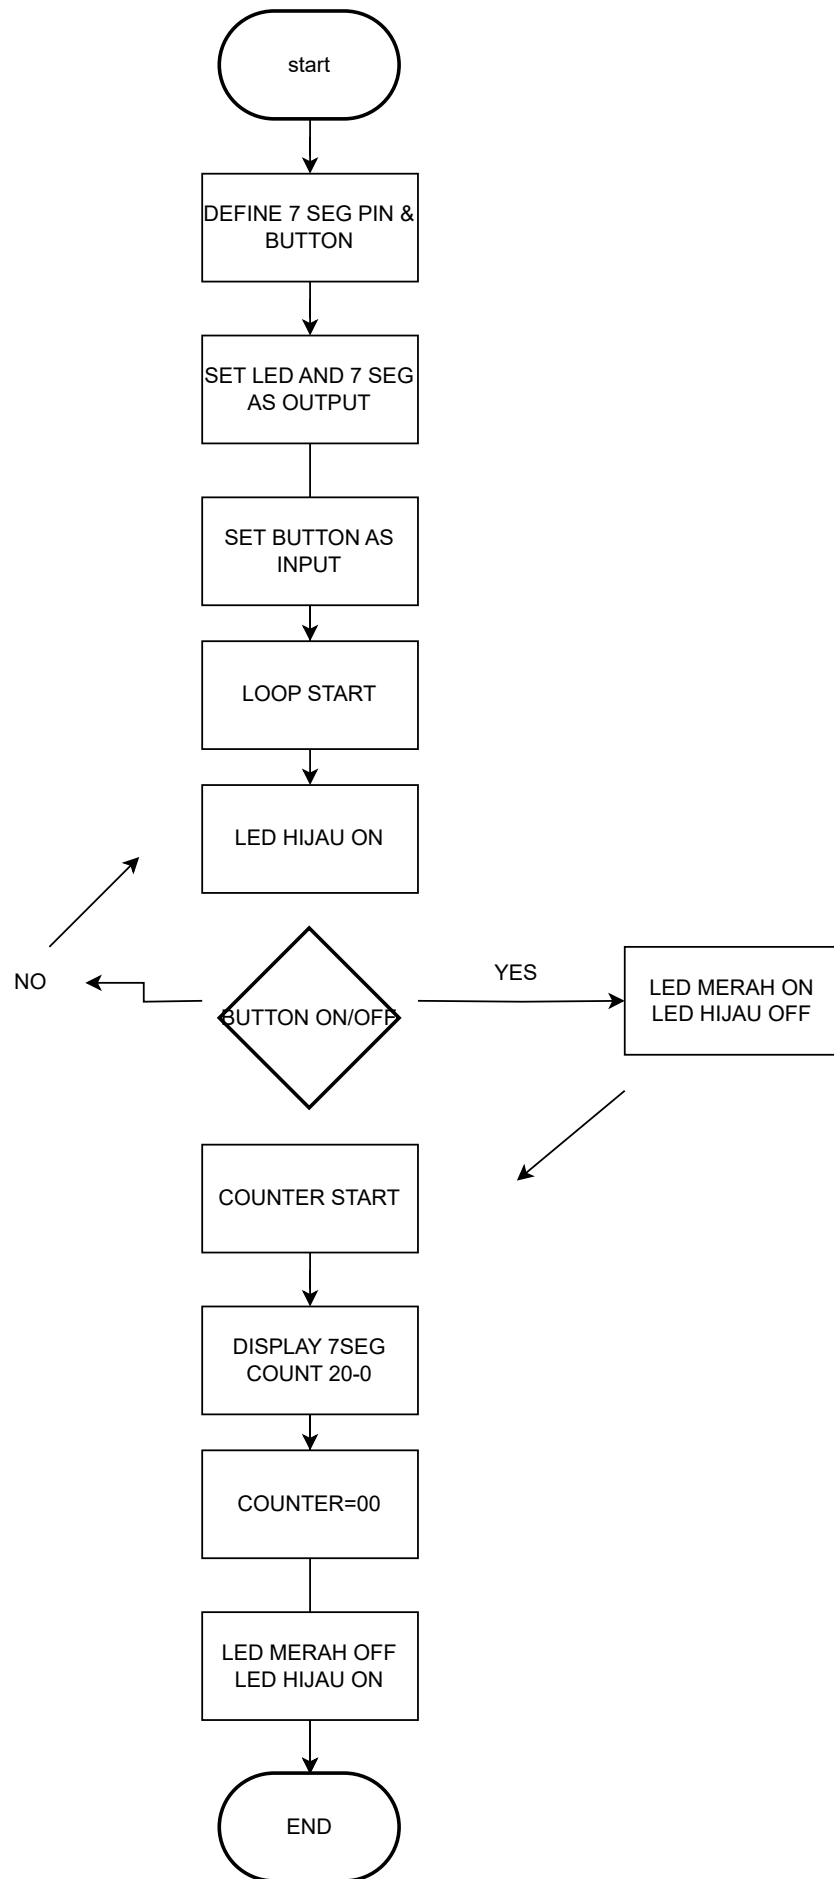 start
DEFINE 7 SEG PIN &
BUTTON
SET LED AND 7 SEG
AS OUTPUT
SET BUTTON AS
INPUT
LOOP START
LED HIJAU ON
NO
BUTTON ON/OFF
YES
LED MERAH ON
LED HIJAU OFF
COUNTER START
DISPLAY 7SEG
COUNT 20-0
COUNTER=00
LED MERAH OFF
LED HIJAU ON
END